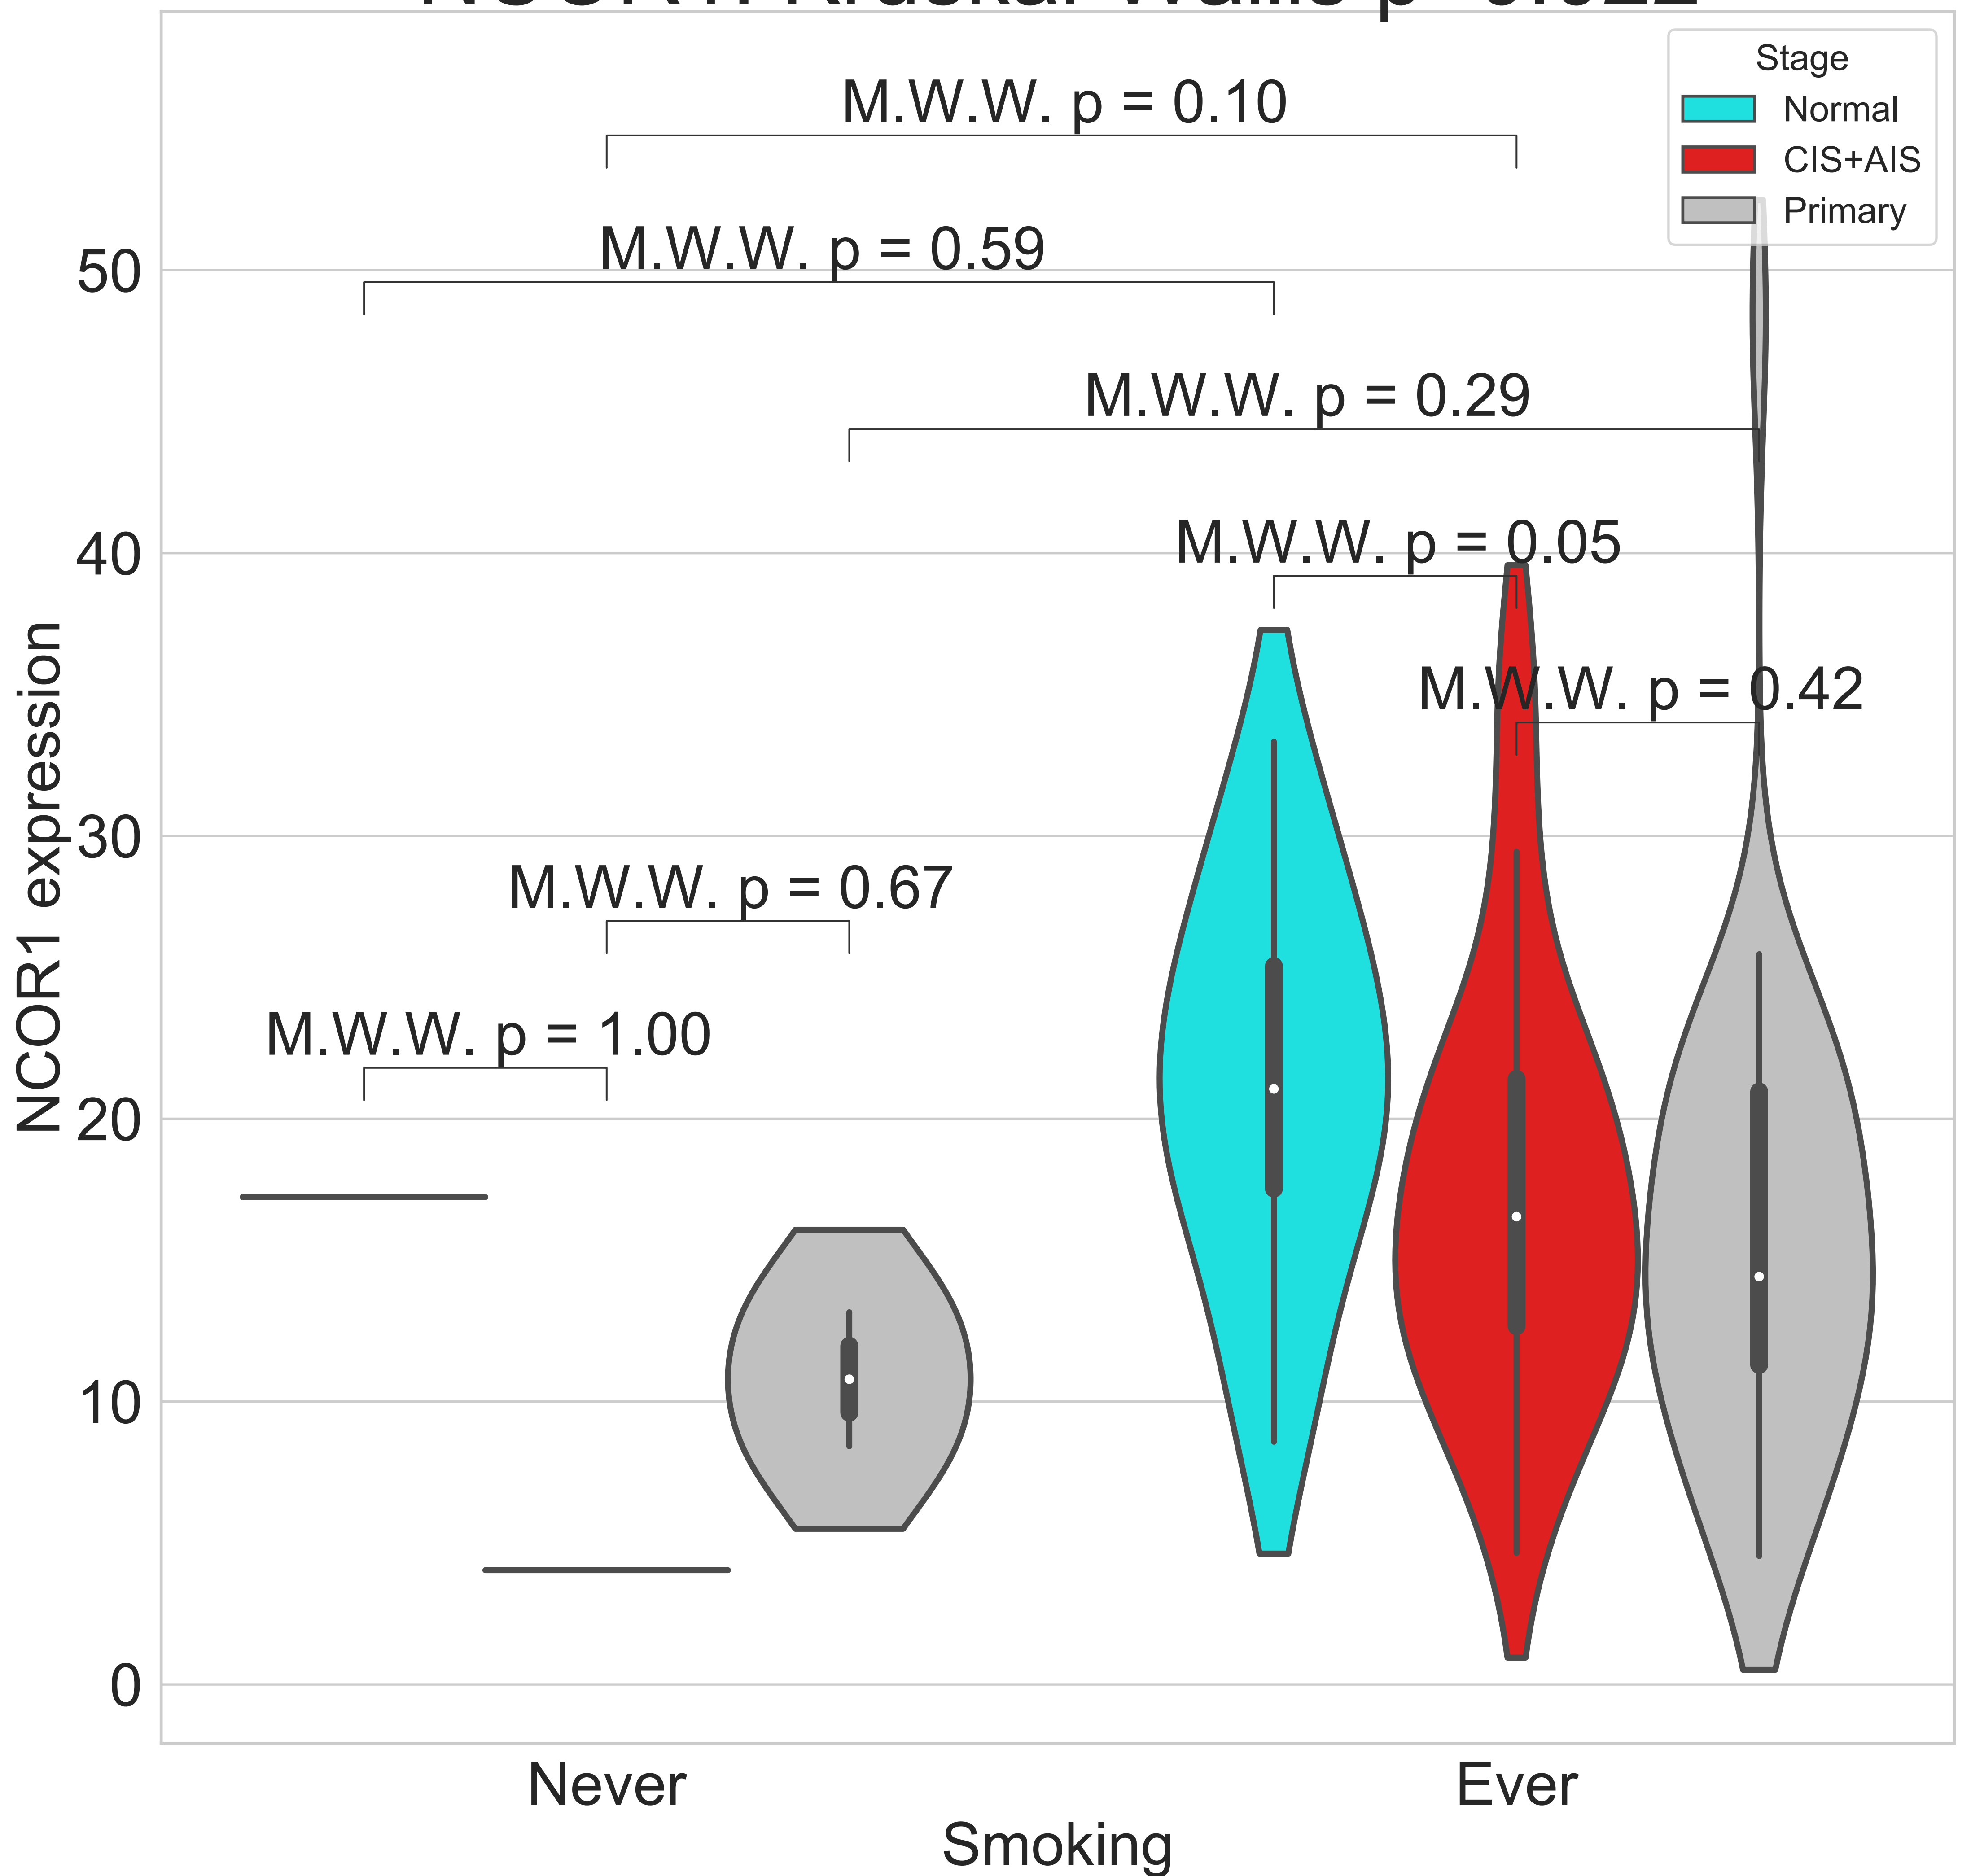 Stage
Normal
CIS+AIS
Primary
M.W.W. p = 0.10
M.W.W. p = 0.59
M.W.W. p = 0.29
M.W.W. p = 0.05
M.W.W. p = 0.42
M.W.W. p = 0.67
M.W.W. p = 1.00
50
40
30
20
10
0
NCOR1 expression
Never
Ever
Smoking